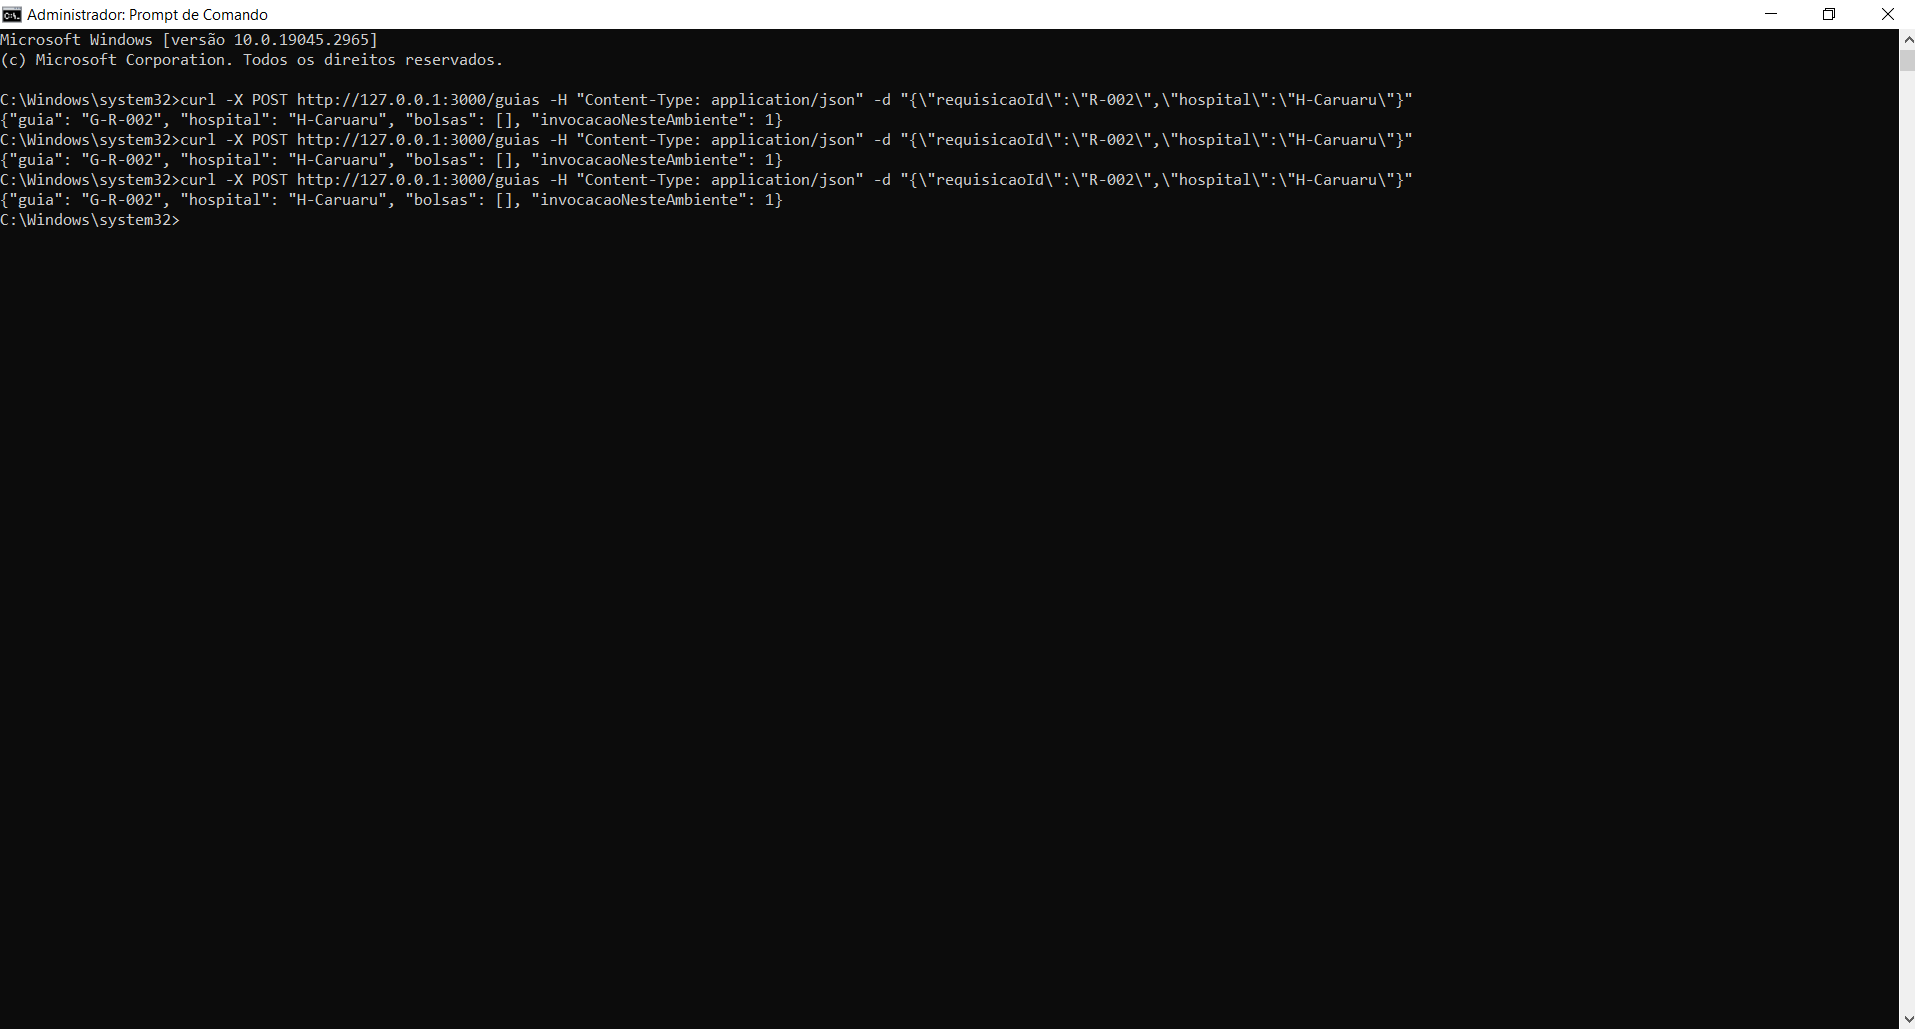 Administrador: Prompt de Comando
Microsoft Windows [versão 10.0.19045.2965]
(c) Microsoft Corporation. Todos os direitos reservados.
C:\Windows\system32>curl -X POST http://127.0.0.1:3000/guias -H "Content-Type: application/json" -d "{\"requisicaoId\":\"R-002\",\"hospital\":\"H-Caruaru\"}"
{"guia": "G-R-002", "hospital": "H-Caruaru", "bolsas": [], "invocacaoNesteAmbiente": 1}
C:\Windows\system32>curl -X POST http://127.0.0.1:3000/guias -H "Content-Type: application/json" -d "{\"requisicaoId\":\"R-002\",\"hospital\":\"H-Caruaru\"}"
{"guia": "G-R-002", "hospital": "H-Caruaru", "bolsas": [], "invocacaoNesteAmbiente": 1}
C:\Windows\system32>curl -X POST http://127.0.0.1:3000/guias -H "Content-Type: application/json" -d "{\"requisicaoId\":\"R-002\",\"hospital\":\"H-Caruaru\"}"
{"guia": "G-R-002", "hospital": "H-Caruaru", "bolsas": [], "invocacaoNesteAmbiente": 1}
C:\Windows\system32>